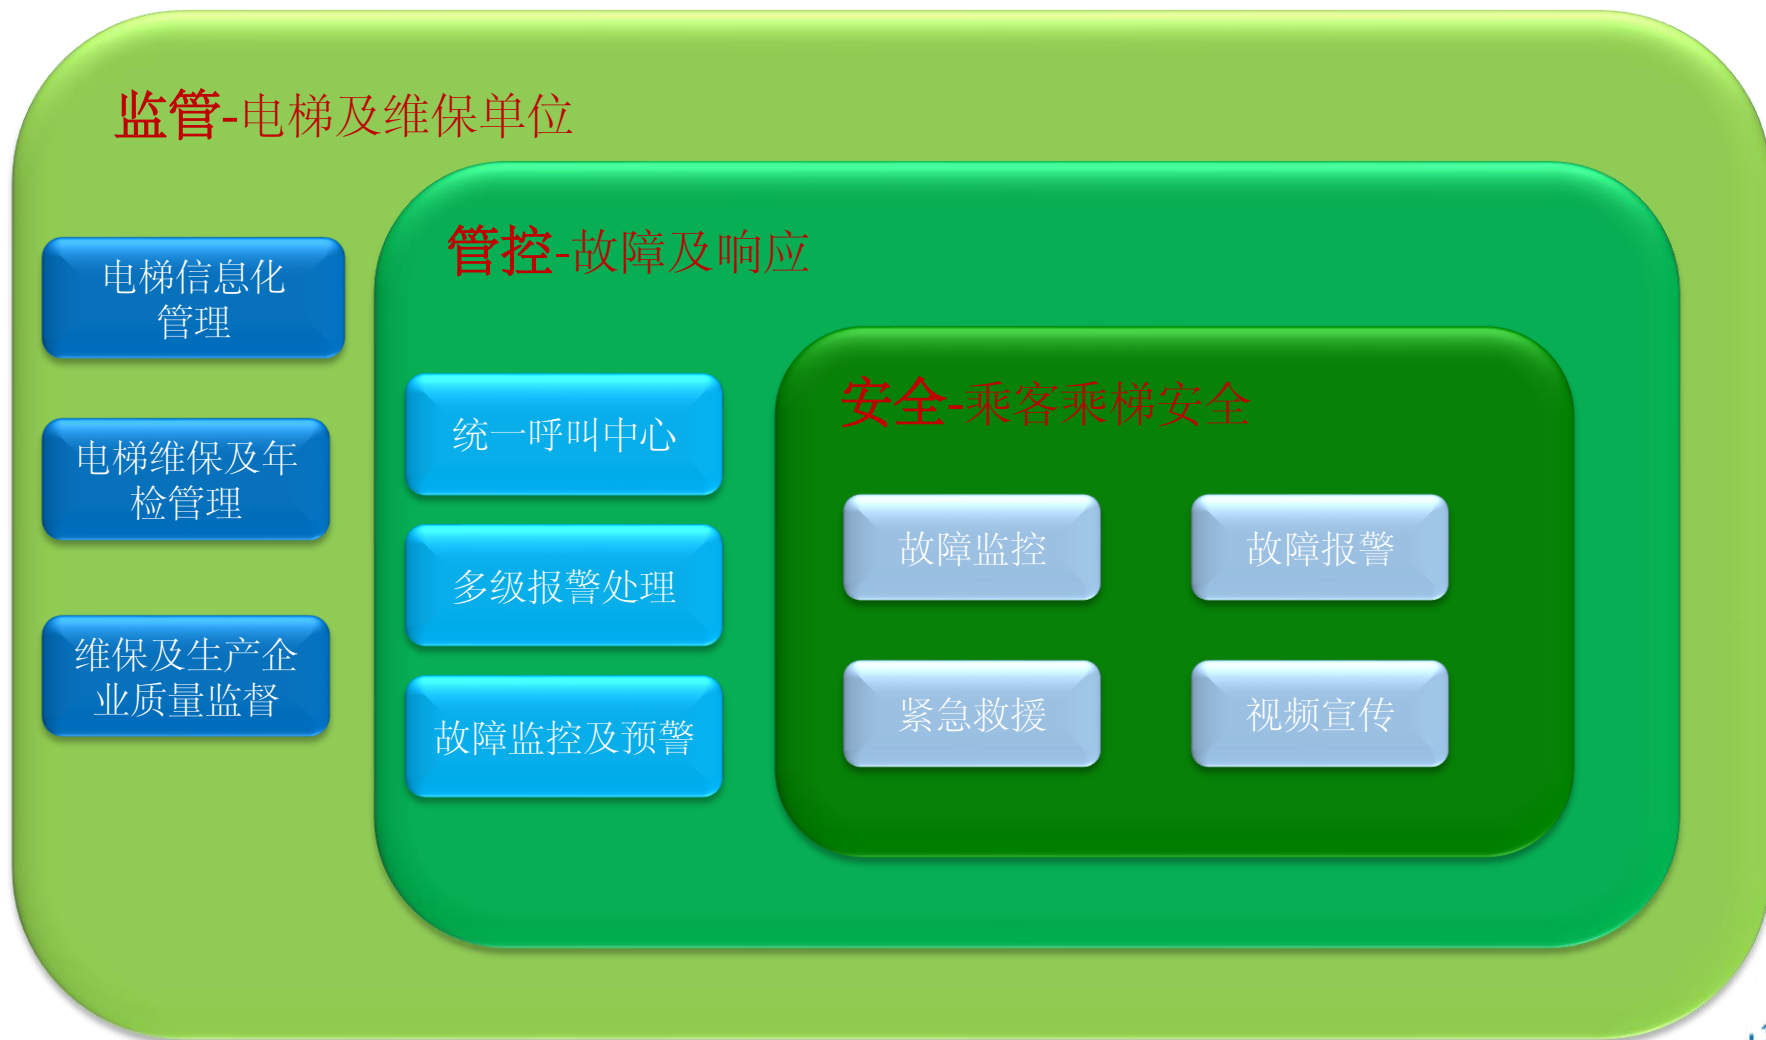 监管-电梯及维保单位
管控-故障及响应
电梯信息化
管理
安全-乘客乘梯安全
统一呼叫中心
电梯维保及年
检管理
故障监控
故障报警
多级报警处理
维保及生产企
业质量监督
紧急救援
视频宣传
故障监控及预警